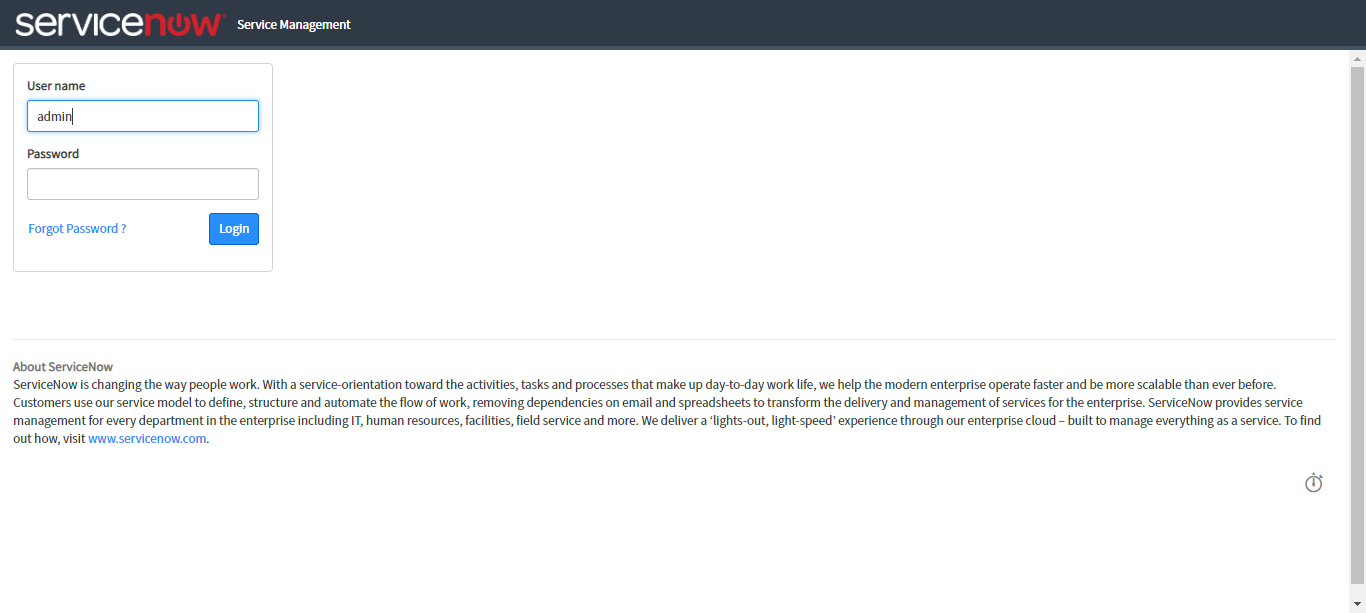 servicenow Service Management
User name
admin
Password
Forgot Password ? Login
About ServiceNow
ServiceNow is changing the way people work. With a service-orientation toward the activities, tasks and processes that make up day-to-day work life, we help the modern enterprise operate faster and be more scalable than ever before.
Customers use our service model to define, structure and automate the flow of work, removing dependencies on email and spreadsheets to transform the delivery and management of services for the enterprise. ServiceNow provides service
management for every department in the enterprise including IT, human resources, facilities, field service and more. We deliver a ‘lights-out, light-speed’ experience through our enterprise cloud – built to manage everything as a service. To find
out how, visit www.servicenow.com.